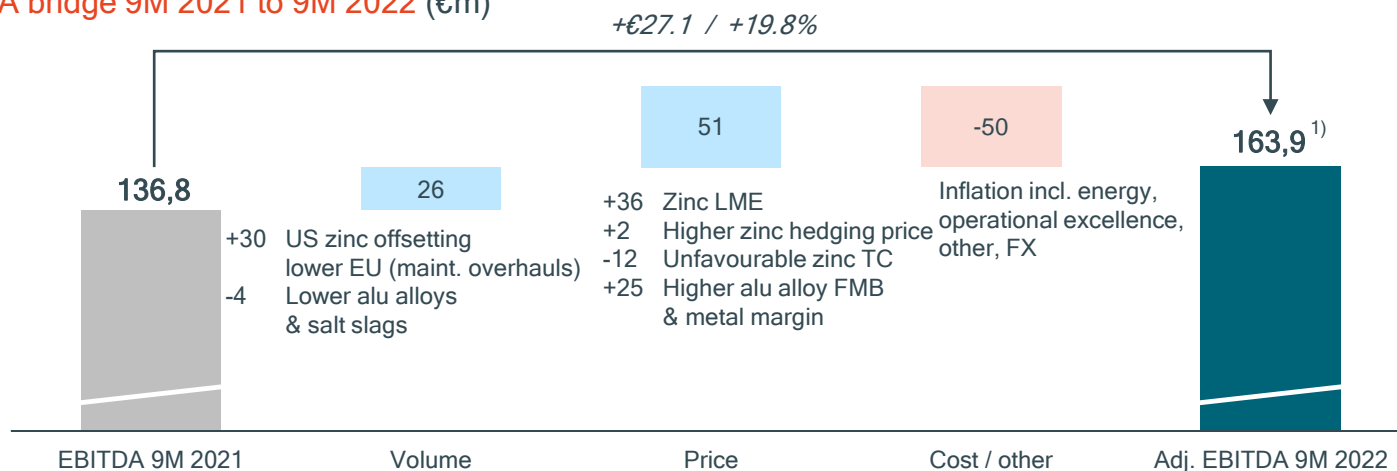 A bridge 9M 2021 to 9M 2022 (€m)
+€27.1 / +19.8%
136,8
26
51
-50
163,9 1)
+30 US zinc offsetting
lower EU (maint. overhauls)
-4 Lower alu alloys
& salt slags
+36 Zinc LME
+2 Higher zinc hedging price
-12 Unfavourable zinc TC
+25 Higher alu alloy FMB
& metal margin
Inflation incl. energy,
operational excellence,
other, FX
EBITDA 9M 2021
Volume
Price
Cost / other
Adj. EBITDA 9M 2022